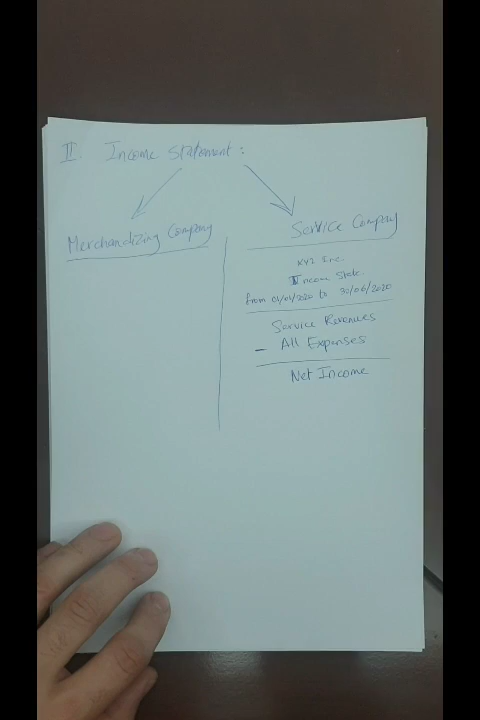 II. Income Statement:
Merchandizing Company
Service Company
XYZ Inc.
Income State.
from 01/01/2020 to 30/06/2020
Service Revenues
- All Expenses
Net Income